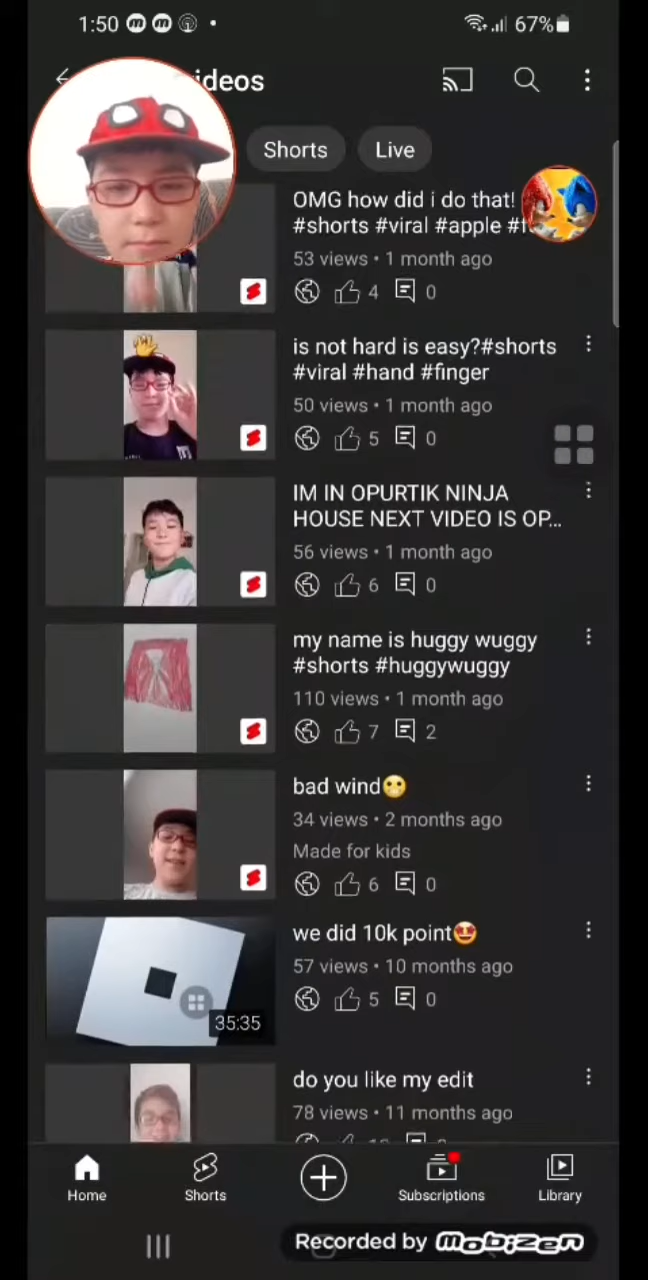 1:50
67%
ideos
Shorts
Live
OMG how did i do that!
#shorts #viral #apple
53 views • 1 month ago
4
0
is not hard is easy?#shorts
#viral #hand #finger
50 views • 1 month ago
5
0
IM IN OPURTIK NINJA
HOUSE NEXT VIDEO IS OP...
56 views • 1 month ago
6
0
my name is huggy wuggy
#shorts #huggywuggy
110 views • 1 month ago
7
2
bad wind😬
34 views • 2 months ago
Made for kids
6
0
we did 10k point🤩
57 views • 10 months ago
5
0
35:35
do you like my edit
78 views • 11 months ago
Home
Shorts
Subscriptions
Library
Recorded by mobizen